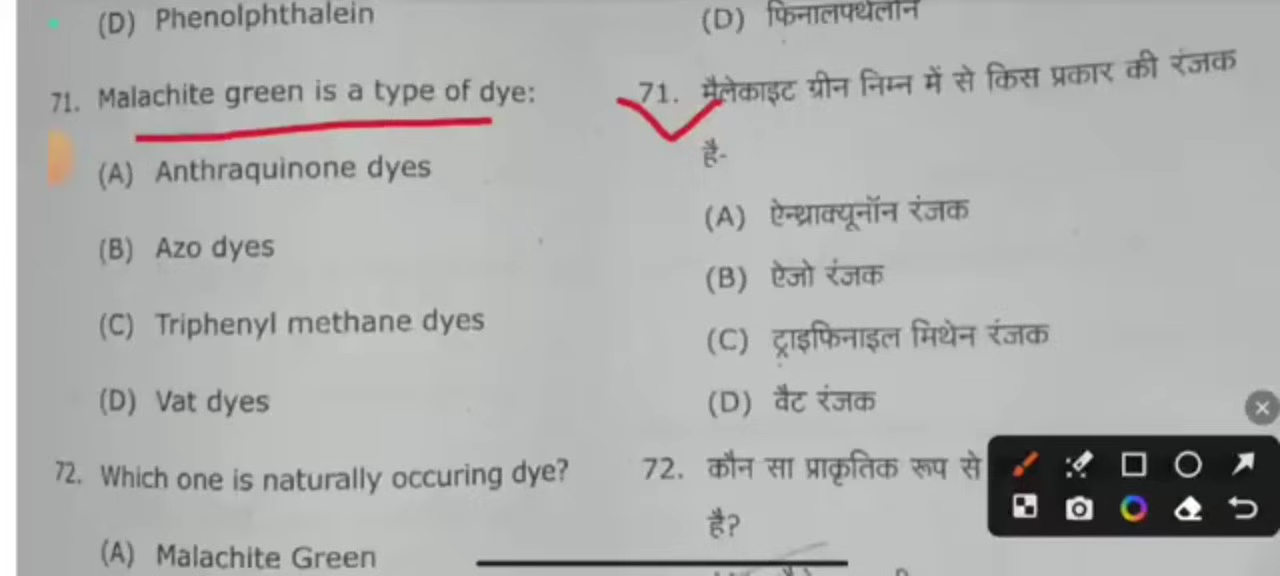 (D) Phenolphthalein
71. Malachite green is a type of dye:
(A) Anthraquinone dyes
(B) Azo dyes
(C) Triphenyl methane dyes
(D) Vat dyes
72. Which one is naturally occuring dye?
(A) Malachite Green
(D) फिनालफ्थेलीन
71. मैलेकाइट ग्रीन निम्न में से किस प्रकार की रंजक
है-
(A) ऐन्थ्राक्यूनॉन रंजक
(B) ऐजो रंजक
(C) ट्राइफिनाइल मिथेन रंजक
(D) वैट रंजक
72. कौन सा प्राकृतिक रूप से
है?